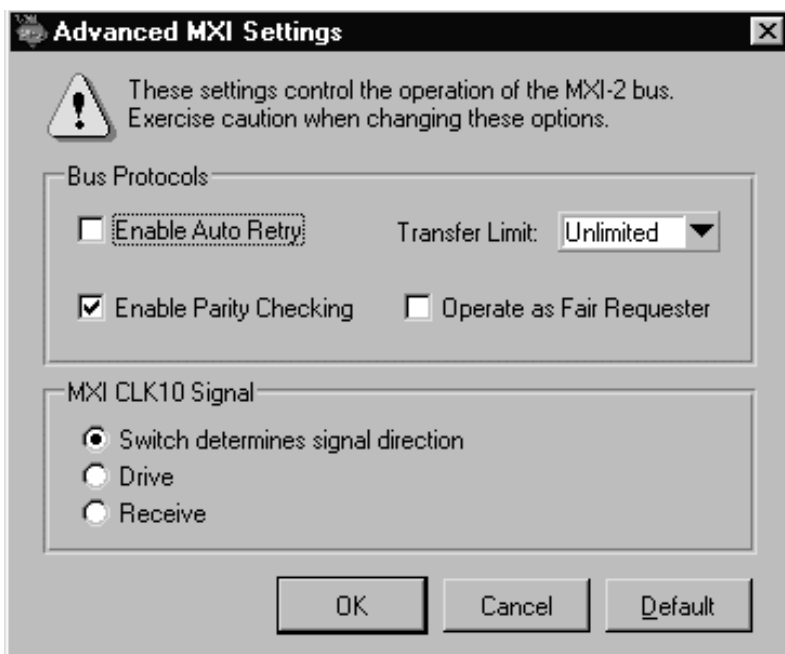 Advanced MXI Settings
These settings control the operation of the MXI-2 bus.
Exercise caution when changing these options.
Bus Protocols
Enable Auto Retry
Transfer Limit: Unlimited
Enable Parity Checking
Operate as Fair Requester
MXI CLK10 Signal
Switch determines signal direction
Drive
Receive
OK
Cancel
Default